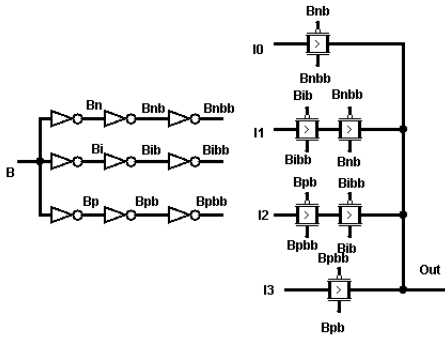 Bnb
I0
Bnbb
Bn Bnb Bnbb
Bib Bnbb
I1
Bibb Bnb
B
Bi Bib Bibb
Bp Bpb Bpbb
Bpb Bibb
I2
Bpbb Bib
Bpbb
Out
I3
Bpb